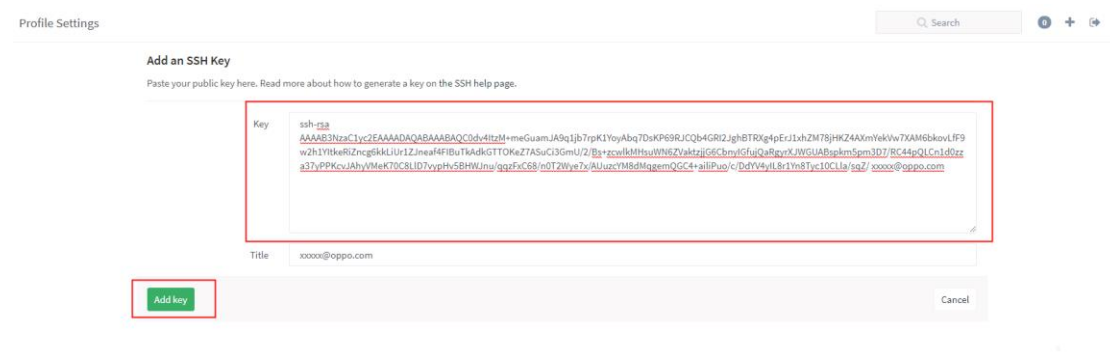 Profile Settings
Search
0
Add an SSH Key
Paste your public key here. Read more about how to generate a key on the SSH help page.
Key
ssh-rsa
AAAAB3NzaC1yc2EAAAADAQABAAABAQC0dv4ItzM+meGuamJA9q1jb7rpK1YoyAbq7DsKP69RJCQb4GRI2JghBTRXg4pErJ1xhZM78jHKZ4AXmYekVw7XAM6bkovLfF9
w2h1YItkeRiZncg6kkLiUr1ZJneaf4FIBuTkAdkGTTOKeZ7ASuCi3GmU/2/Bs+zcwlkMHsuWN6ZVaktzjjG6CbnyIGfujQaRgyrXJWGUABspkm5pm3D7/RC44pQLCn1d0zz
a37yPPKcvJAhyVMeK70C8LlD7vypHv5BHWJnu/qqzFxC68/n0T2Wye7x/AUuzcYM8dMqgemQGC4+ailiPuo/c/DdYV4yIL8r1Yn8Tyc10CLla/sqZ/ xxxxx@oppo.com
Title
xxxxx@oppo.com
Add key
Cancel